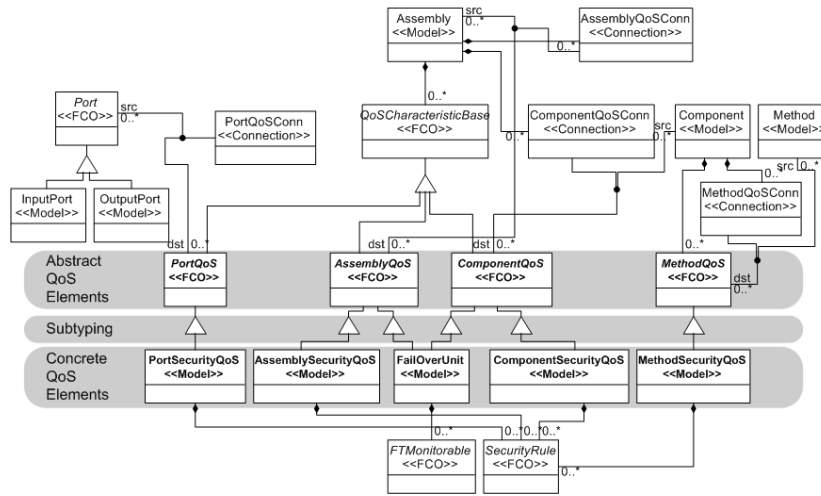 Assembly
<<Model>>
src
0..*
AssemblyQoSConn
<<Connection>>
0..*
0..*
Port
<<FCO>>
src
0..*
PortQoSConn
<<Connection>>
QoSCharacteristicBase
<<FCO>>
0..*
ComponentQoSConn
<<Connection>>
src
0..*
Component
<<Model>>
Method
<<Model>>
src
0..*
0..*
MethodQoSConn
<<Connection>>
InputPort
<<Model>>
OutputPort
<<Model>>
dst
0..*
dst
0..*
dst
0..*
0..*
Abstract
QoS
Elements
PortQoS
<<FCO>>
AssemblyQoS
<<FCO>>
ComponentQoS
<<FCO>>
MethodQoS
<<FCO>>
dst
0..*
Subtyping
Concrete
QoS
Elements
PortSecurityQoS
<<Model>>
AssemblySecurityQoS
<<Model>>
FailOverUnit
<<Model>>
ComponentSecurityQoS
<<Model>>
MethodSecurityQoS
<<Model>>
0..*
0..*
0..*
0..*
FTMonitorable
<<FCO>>
SecurityRule
<<FCO>>
0..*